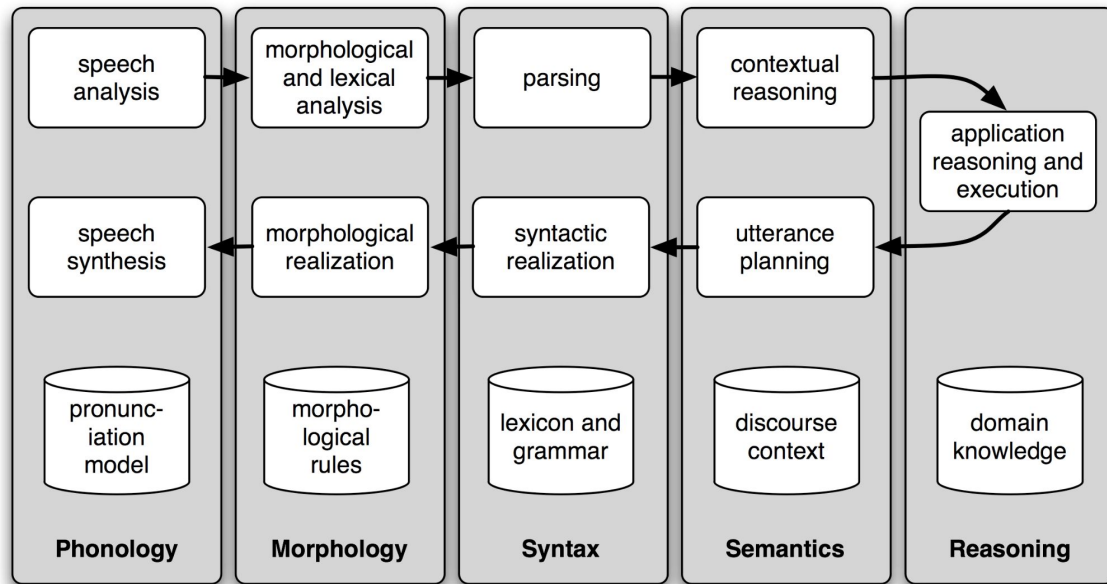 speech
analysis
morphological
and lexical
analysis
parsing
contextual
reasoning
application
reasoning and
execution
speech
synthesis
morphological
realization
syntactic
realization
utterance
planning
pronunc-
iation
model
morpho-
logical
rules
lexicon and
grammar
discourse
context
domain
knowledge
Phonology
Morphology
Syntax
Semantics
Reasoning